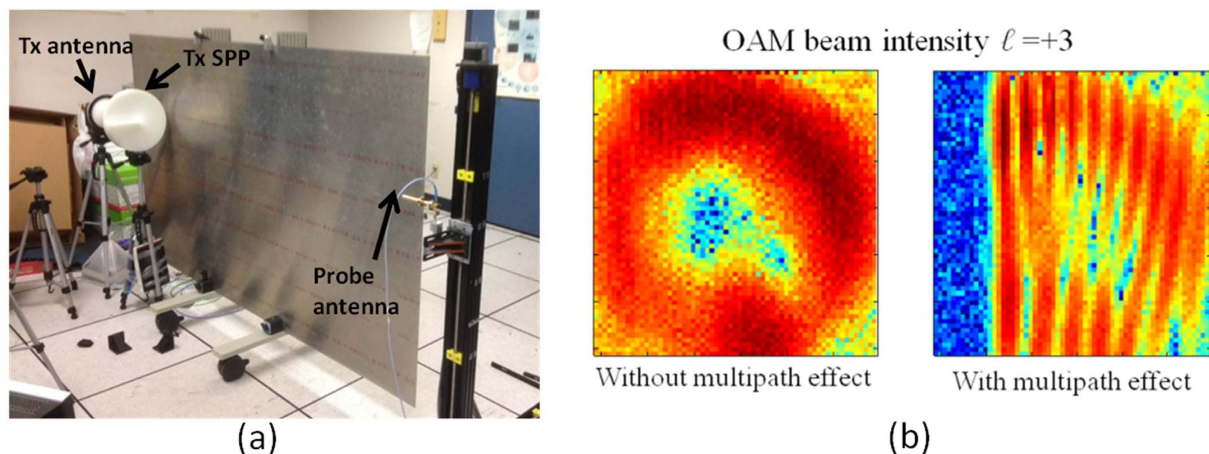 Tx antenna
Tx SPP
Probe
antenna
(a)
OAM beam intensity ℓ =+3
Without multipath effect
With multipath effect
(b)